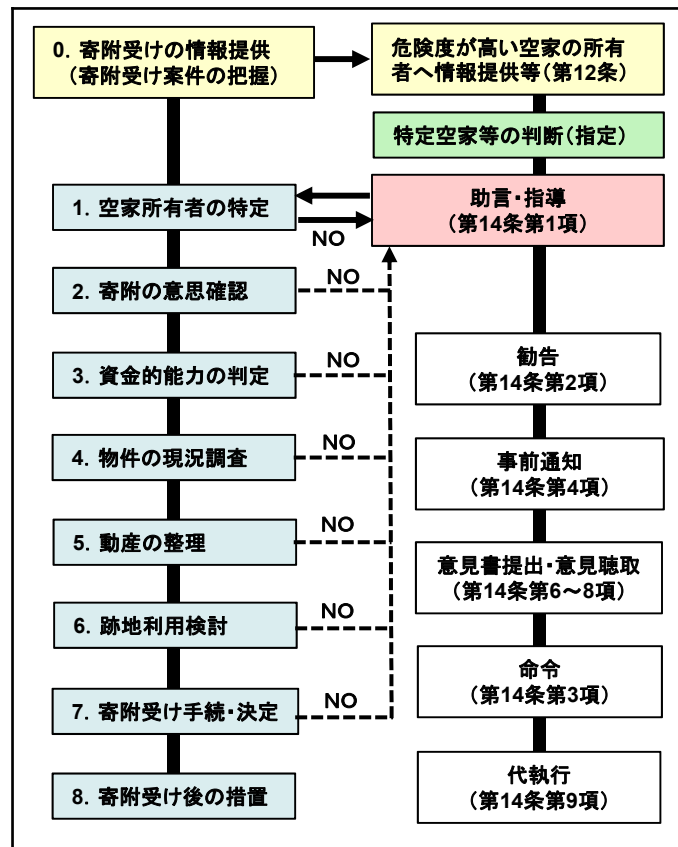 0. 寄附受けの情報提供
（寄附受け案件の把握）
危険度が高い空家の所有
者へ情報提供等（第12条）
特定空家等の判断（指定）
1. 空家所有者の特定
NO
助言・指導
（第14条第1項）
2. 寄附の意思確認
NO
3. 資金的能力の判定
NO
4. 物件の現況調査
NO
5. 動産の整理
NO
6. 跡地利用検討
NO
7. 寄附受け手続・決定
NO
8. 寄附受け後の措置
勧告
（第14条第2項）
事前通知
（第14条第4項）
意見書提出・意見聴取
（第14条第6～8項）
命令
（第14条第3項）
代執行
（第14条第9項）